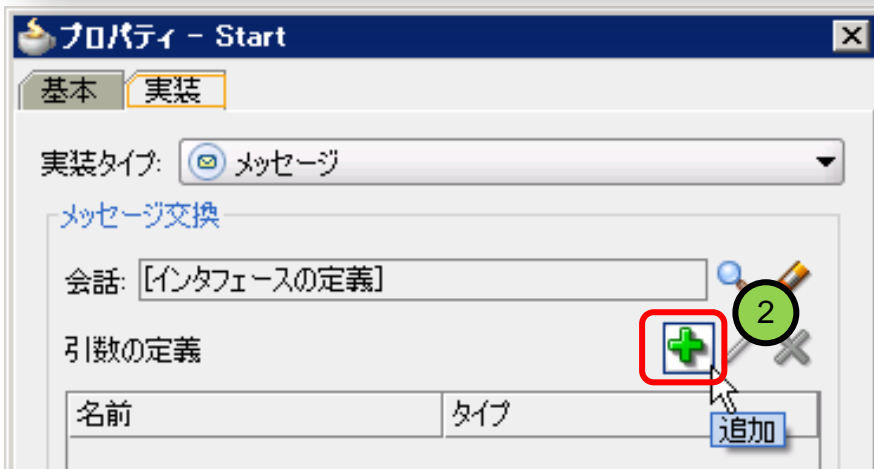 プロパティ - Start
基本 実装
実装タイプ: メッセージ
メッセージ交換
会話: [インタフェースの定義]
2
引数の定義
名前 タイプ
追加